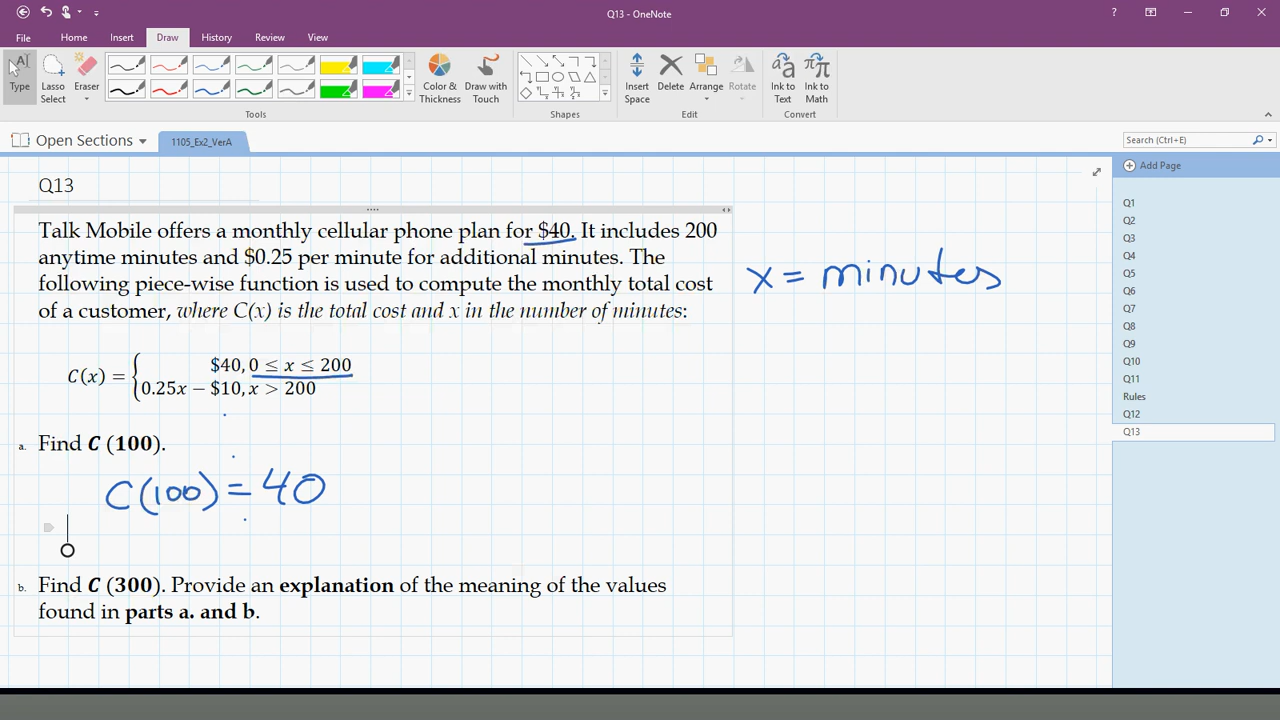 Q13 - OneNote
?
File Home Insert Draw History Review View
Type
Lasso Select
Eraser
Color & Thickness
Draw with Touch
Insert Space
Delete
Arrange
Rotate
Ink to Text
Ink to Math
Tools
Shapes
Edit
Convert
Open Sections
1105_Ex2_VerA
Search (Ctrl+E)
Add Page
Q13
Talk Mobile offers a monthly cellular phone plan for $40. It includes 200
anytime minutes and $0.25 per minute for additional minutes. The
following piece-wise function is used to compute the monthly total cost
of a customer, where C(x) is the total cost and x in the number of minutes:
x = minutes
C(x) = { $40, 0 ≤ x ≤ 200
0.25x − $10, x > 200
a. Find C (100).
C(100) = 40
b. Find C (300). Provide an explanation of the meaning of the values
found in parts a. and b.
Q1
Q2
Q3
Q4
Q5
Q6
Q7
Q8
Q9
Q10
Q11
Rules
Q12
Q13